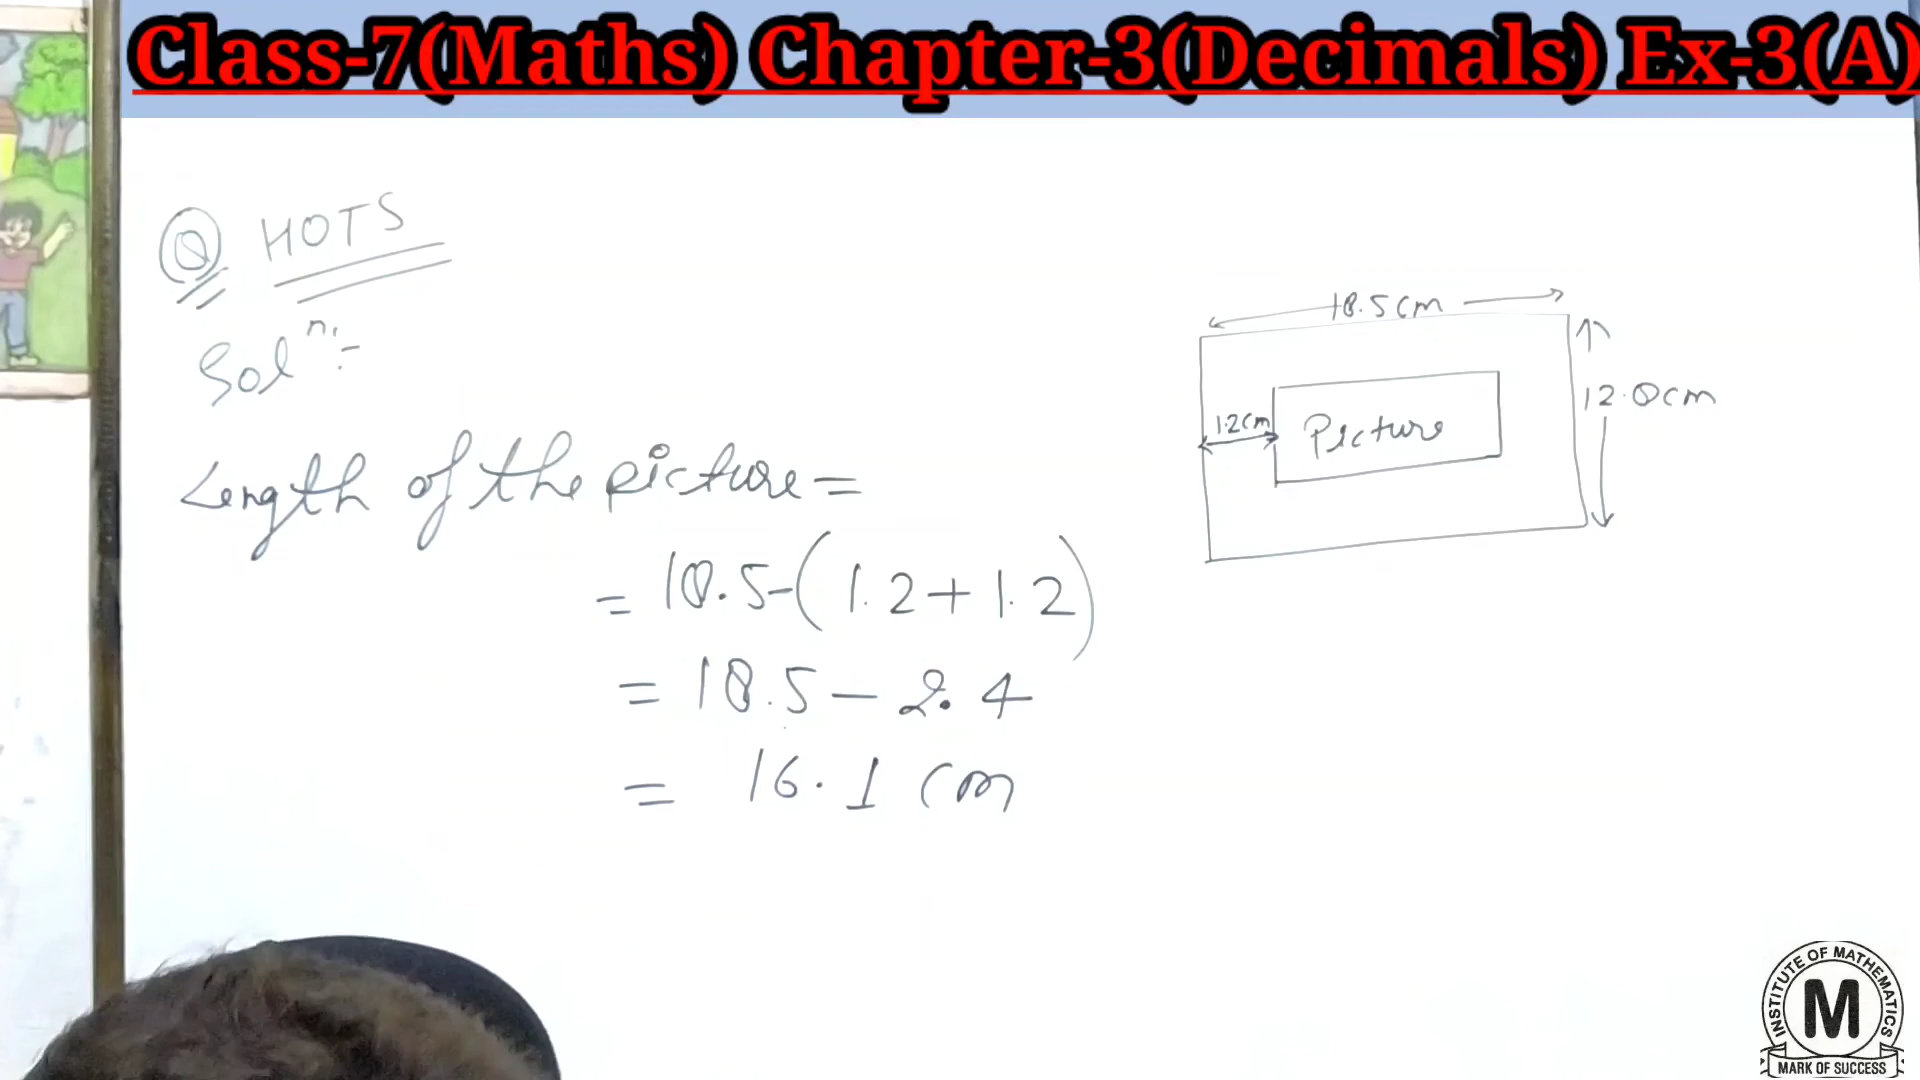 Class-7(Maths) Chapter-3(Decimals) Ex-3(A)
Q HOTS
Solⁿ:-
Length of the picture =
= 18.5-(1.2+1.2)
= 18.5 - 2.4
= 16.1 cm
18.5cm
12.8cm
1.2cm
Picture
INSTITUTE OF MATHEMATICS
M
MARK OF SUCCESS